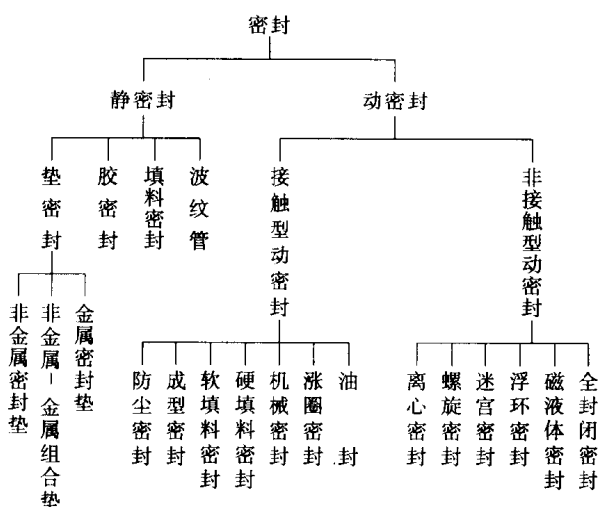 密封
静密封
动密封
垫密封
胶密封
填料密封
波纹管
接触型动密封
非接触型动密封
非金属密封垫
非金属-金属组合垫
金属密封垫
防尘密封
成型密封
软填料密封
硬填料密封
机械密封
涨圈密封
油封
离心密封
螺旋密封
迷宫密封
浮环密封
磁液体密封
全封闭密封